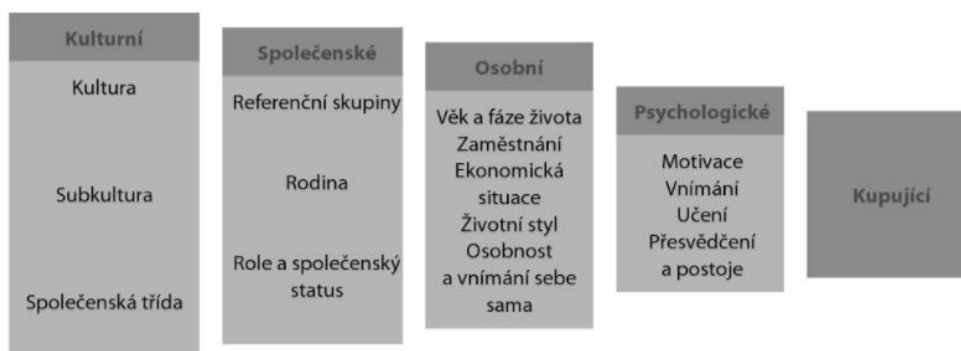 Kulturní
Kultura
Subkultura
Společenská třída
Společenské
Referenční skupiny
Rodina
Role a společenský
status
Osobní
Věk a fáze života
Zaměstnání
Ekonomická
situace
Životní styl
Osobnost
a vnímání sebe
sama
Psychologické
Motivace
Vnímání
Učení
Přesvědčení
a postoje
Kupující